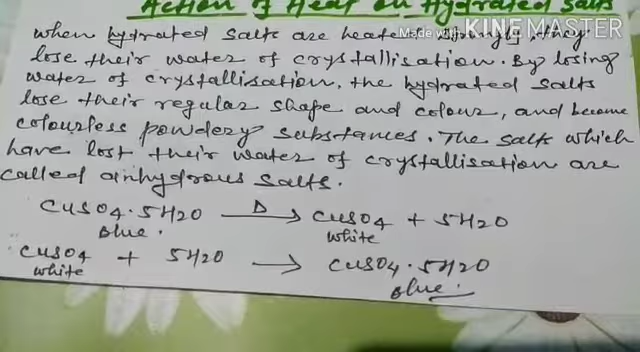 Action of Heat on Hydrated Salts
Made with KINEMASTER
when hydrated salts are heated strongly, they
lose their water of crystallisation. By losing
water of crystallisation, the hydrated salts
lose their regular shape and colour, and become
colourless powdery substances. The salts which
have lost their water of crystallisation are
called anhydrous salts.
CuSO4·5H2O —Δ→ CuSO4 + 5H2O
Blue. white
CuSO4 + 5H2O → CuSO4·5H2O
white Blue.